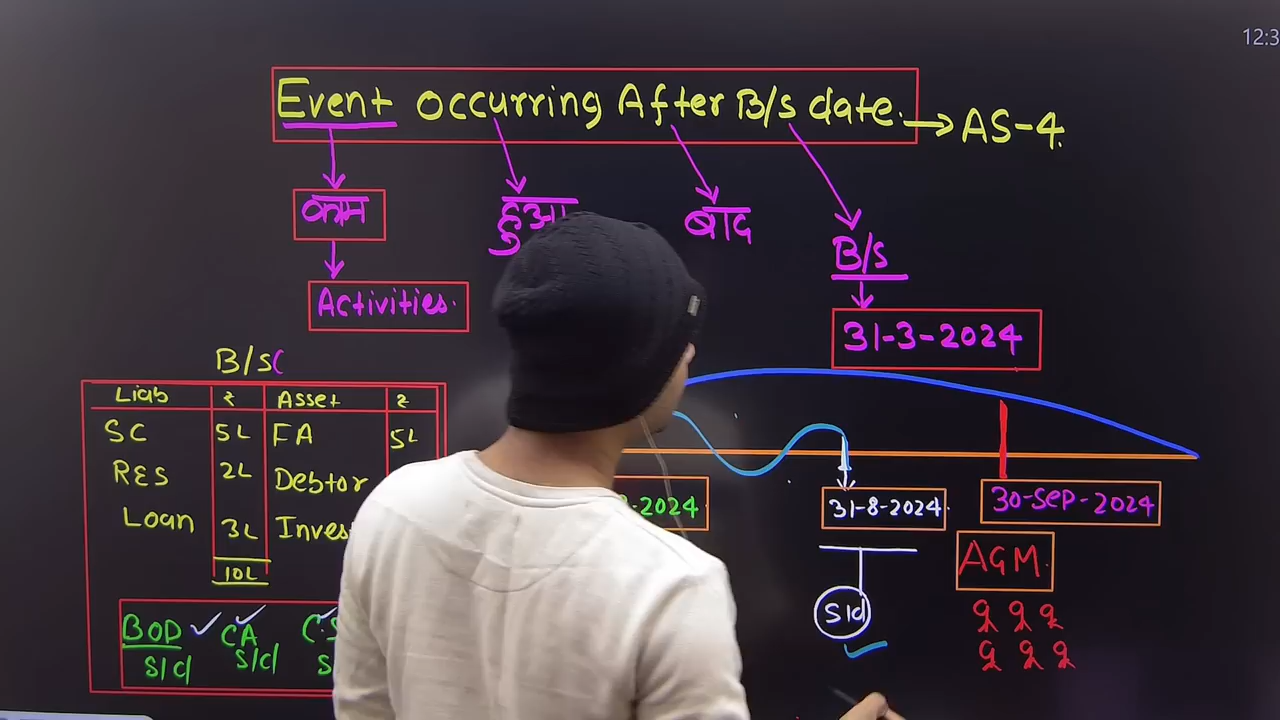 12:3
Event occurring After B/s date. → AS-4.
काम हुआ बाद B/s
Activities.
31-3-2024
B/S(
Liab ₹ Asset ₹
SC 5L FA 5L
R&S 2L Debtor
Loan 3L Inves
10L
BOD ✓ CA ✓ C.S ✓
S/d S/d S
-2024 31-8-2024 30-Sep-2024
AGM.
S/d